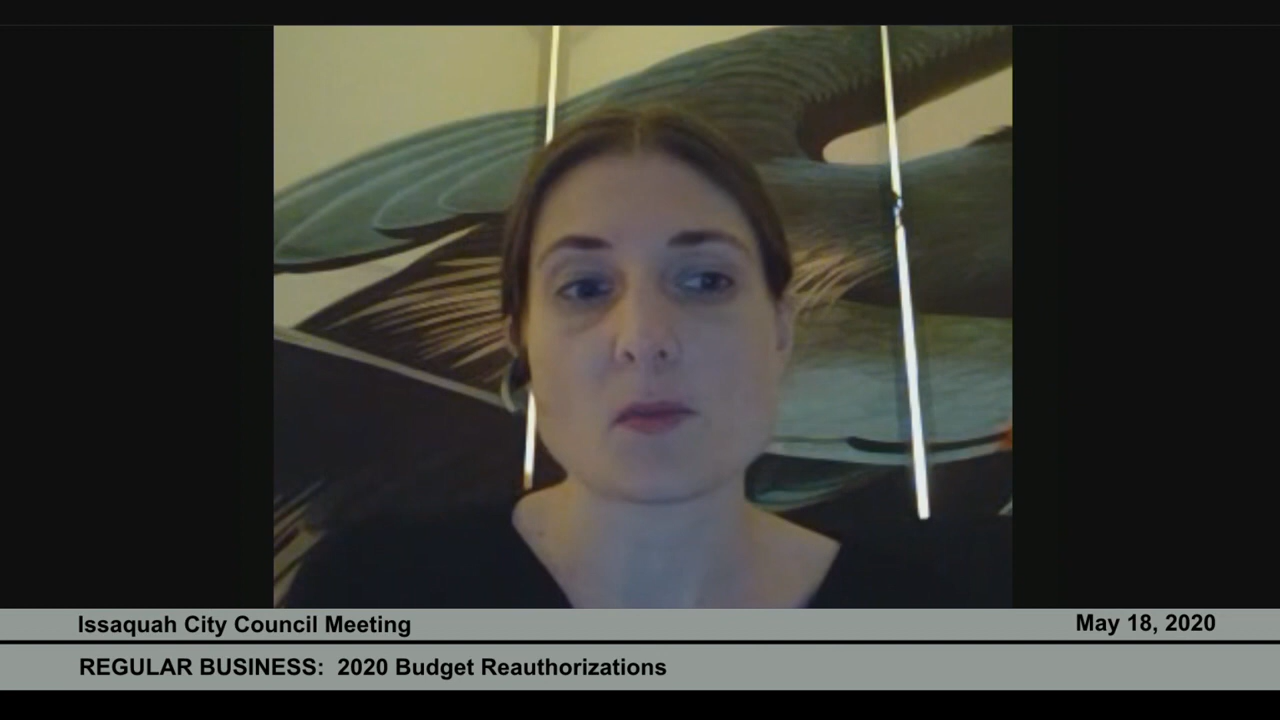 Issaquah City Council Meeting
May 18, 2020
REGULAR BUSINESS: 2020 Budget Reauthorizations